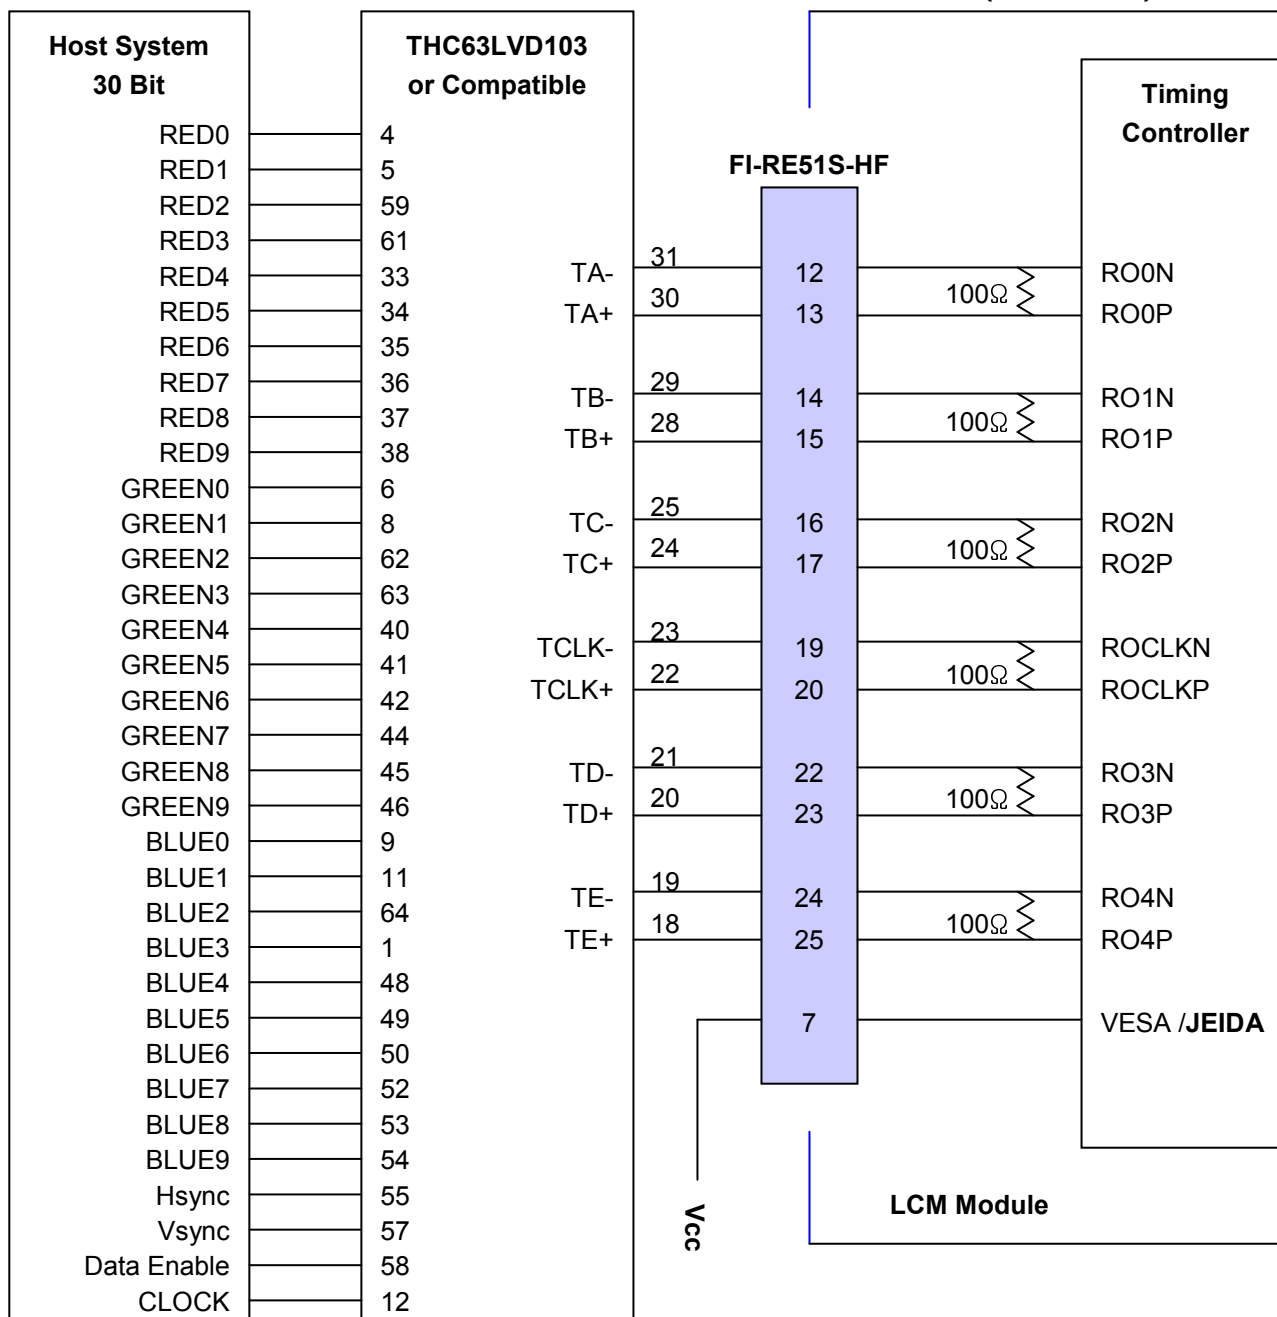 Host System
30 Bit
RED0
RED1
RED2
RED3
RED4
RED5
RED6
RED7
RED8
RED9
GREEN0
GREEN1
GREEN2
GREEN3
GREEN4
GREEN5
GREEN6
GREEN7
GREEN8
GREEN9
BLUE0
BLUE1
BLUE2
BLUE3
BLUE4
BLUE5
BLUE6
BLUE7
BLUE8
BLUE9
Hsync
Vsync
Data Enable
CLOCK
THC63LVD103
or Compatible
4
5
59
61
33
34
35
36
37
38
6
8
62
63
40
41
42
44
45
46
9
11
64
1
48
49
50
52
53
54
55
57
58
12
TA-
TA+
TB-
TB+
TC-
TC+
TCLK-
TCLK+
TD-
TD+
TE-
TE+
31
30
29
28
25
24
23
22
21
20
19
18
Vcc
FI-RE51S-HF
12
13
14
15
16
17
19
20
22
23
24
25
7
100Ω
100Ω
100Ω
100Ω
100Ω
100Ω
LCM Module
Timing
Controller
RO0N
RO0P
RO1N
RO1P
RO2N
RO2P
ROCLKN
ROCLKP
RO3N
RO3P
RO4N
RO4P
VESA /JEIDA